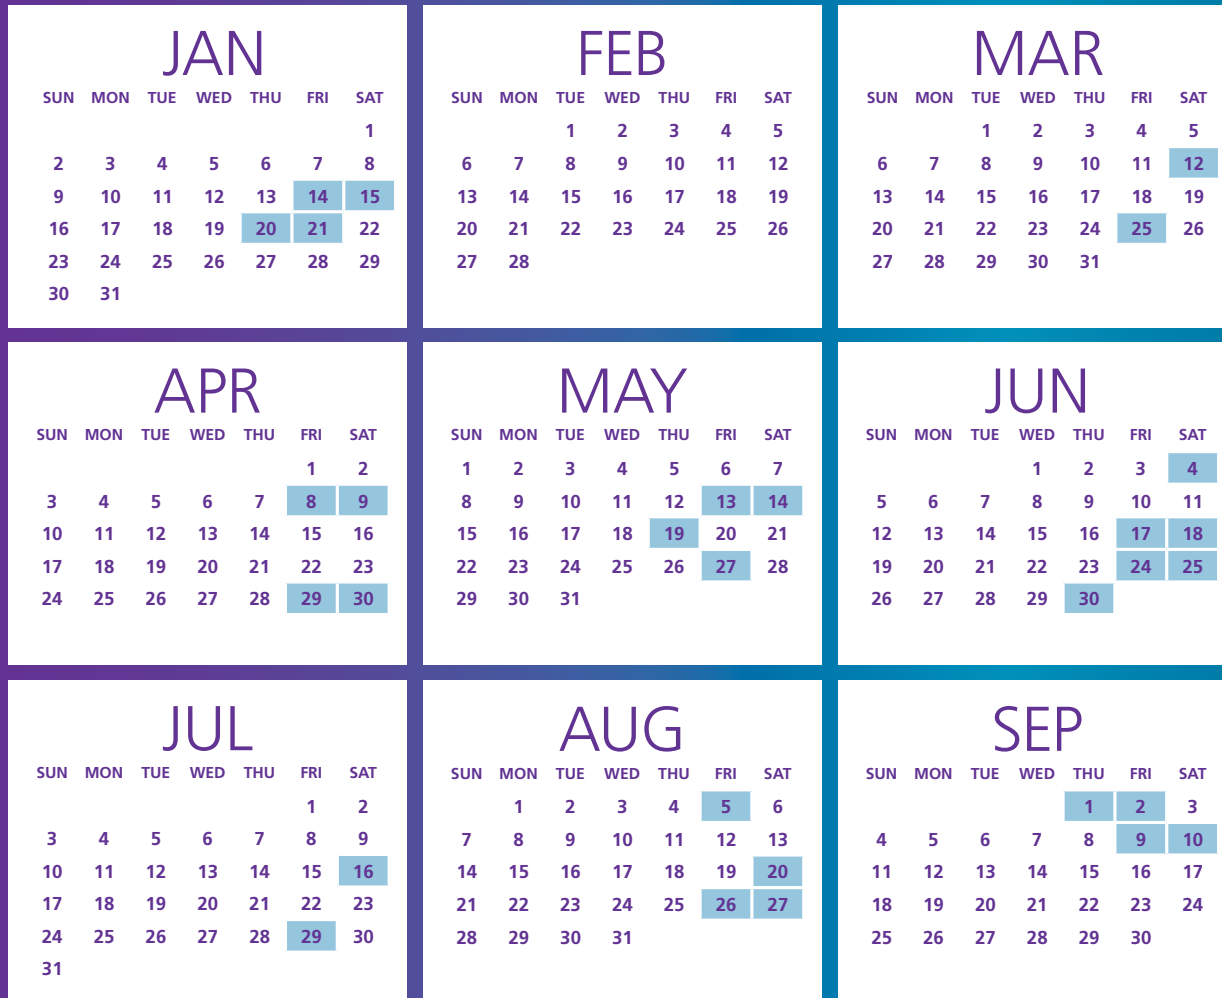 JAN
SUN MON TUE WED THU FRI SAT
1
2 3 4 5 6 7 8
9 10 11 12 13 14 15
16 17 18 19 20 21 22
23 24 25 26 27 28 29
30 31
FEB
SUN MON TUE WED THU FRI SAT
1 2 3 4 5
6 7 8 9 10 11 12
13 14 15 16 17 18 19
20 21 22 23 24 25 26
27 28
MAR
SUN MON TUE WED THU FRI SAT
1 2 3 4 5
6 7 8 9 10 11 12
13 14 15 16 17 18 19
20 21 22 23 24 25 26
27 28 29 30 31
APR
SUN MON TUE WED THU FRI SAT
1 2
3 4 5 6 7 8 9
10 11 12 13 14 15 16
17 18 19 20 21 22 23
24 25 26 27 28 29 30
MAY
SUN MON TUE WED THU FRI SAT
1 2 3 4 5 6 7
8 9 10 11 12 13 14
15 16 17 18 19 20 21
22 23 24 25 26 27 28
29 30 31
JUN
SUN MON TUE WED THU FRI SAT
1 2 3 4
5 6 7 8 9 10 11
12 13 14 15 16 17 18
19 20 21 22 23 24 25
26 27 28 29 30
JUL
SUN MON TUE WED THU FRI SAT
1 2
3 4 5 6 7 8 9
10 11 12 13 14 15 16
17 18 19 20 21 22 23
24 25 26 27 28 29 30
31
AUG
SUN MON TUE WED THU FRI SAT
1 2 3 4 5 6
7 8 9 10 11 12 13
14 15 16 17 18 19 20
21 22 23 24 25 26 27
28 29 30 31
SEP
SUN MON TUE WED THU FRI SAT
1 2 3
4 5 6 7 8 9 10
11 12 13 14 15 16 17
18 19 20 21 22 23 24
25 26 27 28 29 30